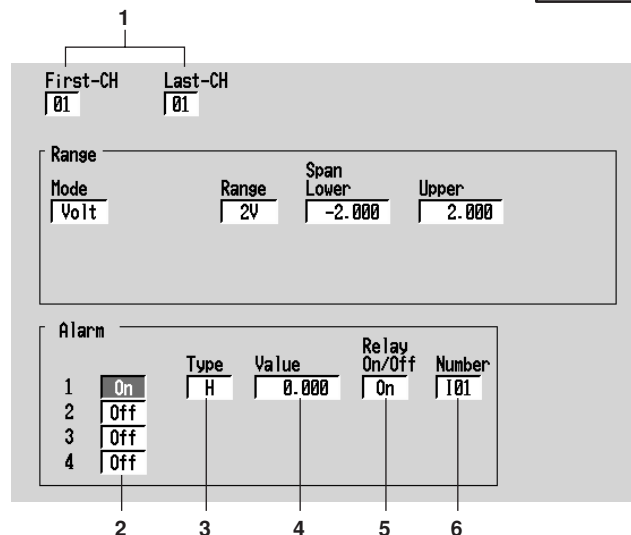 1
First-CH Last-CH
01 01
Range
Span
Mode Range Lower Upper
Volt 2V -2.000 2.000
Alarm
Relay
Type Value On/Off Number
1 On H 0.000 On I01
2 Off
3 Off
4 Off
2 3 4 5 6